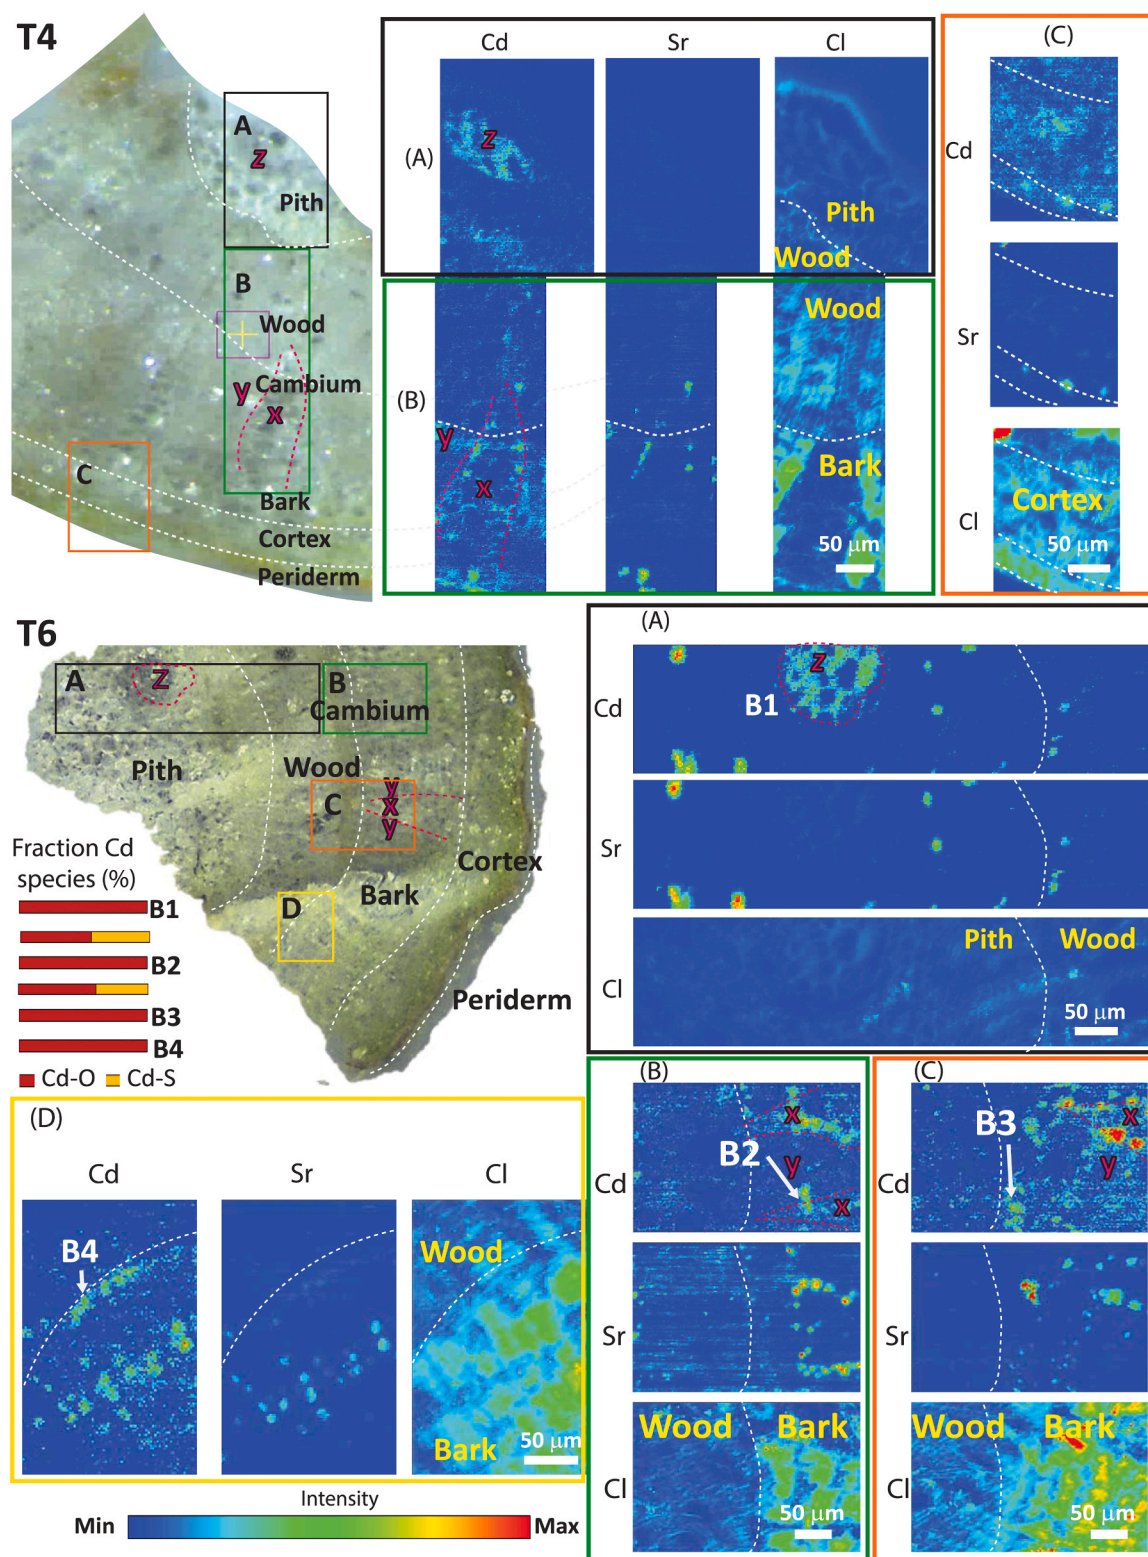 T4
A
z
Pith
B
Wood
Cambium
y
x
C
Bark
Cortex
Periderm
Cd Sr Cl
(A)
z
Pith
Wood
(B)
y
x
Wood
Bark
50 µm
(C)
Cd
Sr
Cl
Cortex
50 µm
T6
A
Z
B
Cambium
Pith
Wood
C
y
x
y
Cortex
Bark
D
Periderm
Fraction Cd
species (%)
B1
B2
B3
B4
Cd-O Cd-S
(A)
Cd
z
B1
Sr
Cl
Pith Wood
50 µm
(D)
Cd Sr Cl
B4
Wood
Bark
50 µm
(B)
Cd
x
B2
y
x
Sr
Cl
Wood Bark
50 µm
(C)
Cd
B3
x
y
Sr
Cl
Wood Bark
50 µm
Intensity
Min Max